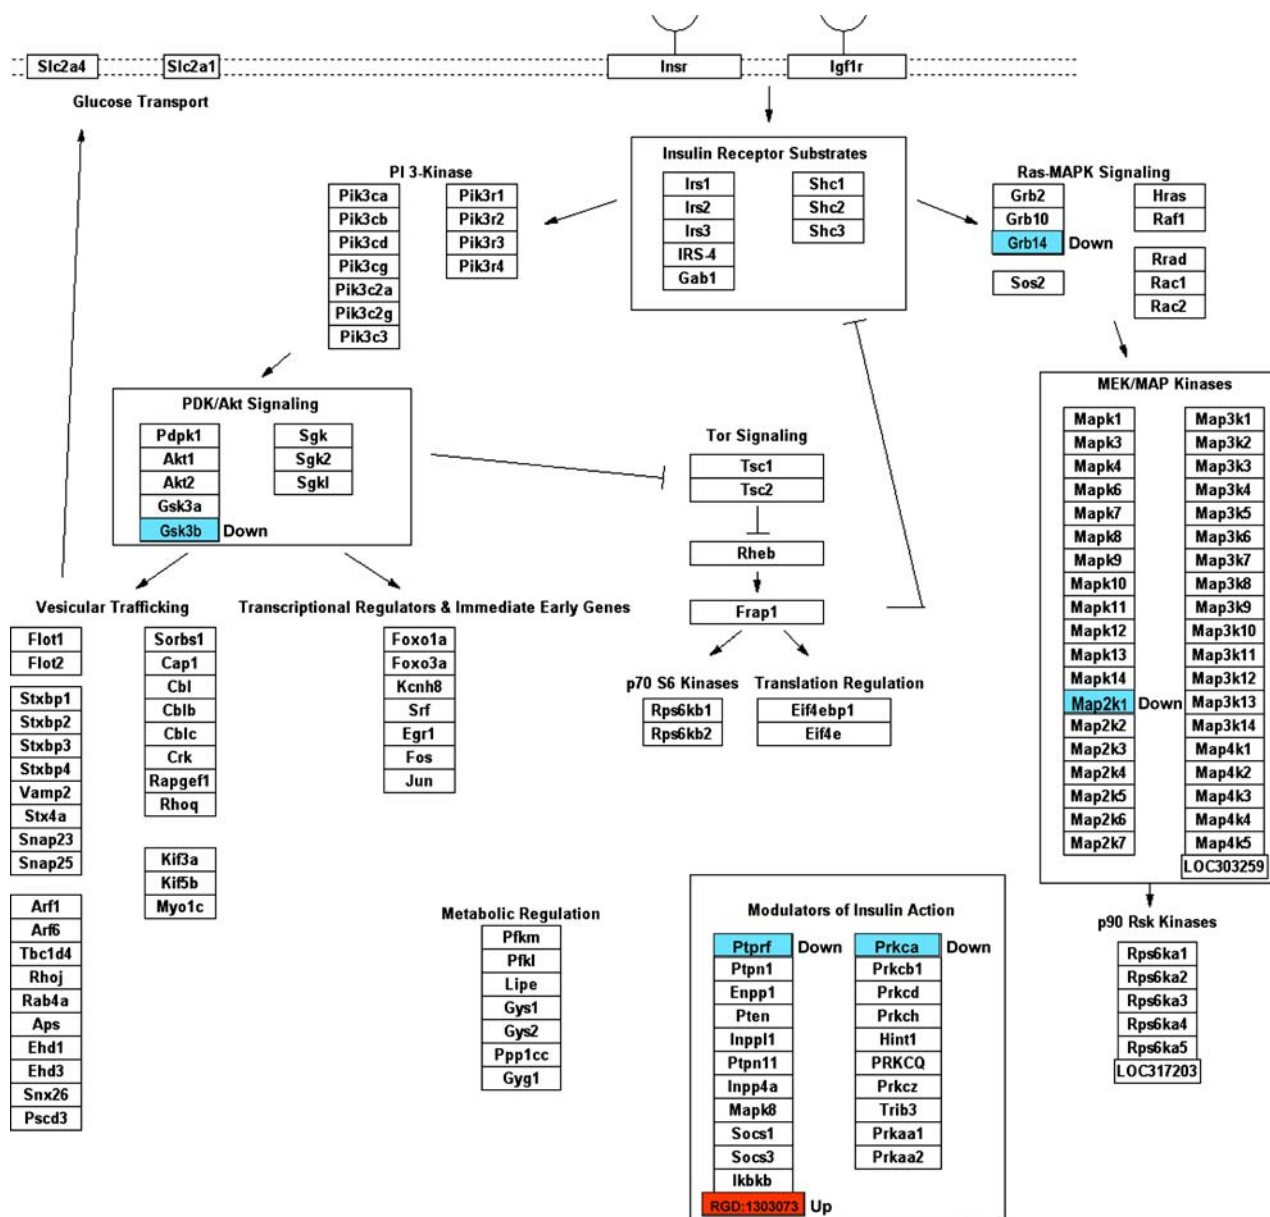 Slc2a4
Slc2a1
Insr
Igf1r
Glucose Transport
Insulin Receptor Substrates
Irs1
Irs2
Irs3
IRS-4
Gab1
Shc1
Shc2
Shc3
PI 3-Kinase
Pik3ca
Pik3cb
Pik3cd
Pik3cg
Pik3c2a
Pik3c2g
Pik3c3
Pik3r1
Pik3r2
Pik3r3
Pik3r4
Ras-MAPK Signaling
Grb2
Grb10
Grb14 Down
Sos2
Hras
Raf1
Rrad
Rac1
Rac2
PDK/Akt Signaling
Pdpk1
Akt1
Akt2
Gsk3a
Gsk3b Down
Sgk
Sgk2
Sgkl
Tor Signaling
Tsc1
Tsc2
Rheb
Frap1
p70 S6 Kinases
Rps6kb1
Rps6kb2
Translation Regulation
Eif4ebp1
Eif4e
MEK/MAP Kinases
Mapk1
Mapk3
Mapk4
Mapk6
Mapk7
Mapk8
Mapk9
Mapk10
Mapk11
Mapk12
Mapk13
Mapk14
Map2k1 Down
Map2k2
Map2k3
Map2k4
Map2k5
Map2k6
Map2k7
Map3k1
Map3k2
Map3k3
Map3k4
Map3k5
Map3k6
Map3k7
Map3k8
Map3k9
Map3k10
Map3k11
Map3k12
Map3k13
Map3k14
Map4k1
Map4k2
Map4k3
Map4k4
Map4k5
LOC303259
Vesicular Trafficking
Flot1
Flot2
Stxbp1
Stxbp2
Stxbp3
Stxbp4
Vamp2
Stx4a
Snap23
Snap25
Arf1
Arf6
Tbc1d4
Rhoj
Rab4a
Aps
Ehd1
Ehd3
Snx26
Pscd3
Sorbs1
Cap1
Cbl
Cblb
Cblc
Crk
Rapgef1
Rhoq
Kif3a
Kif5b
Myo1c
Transcriptional Regulators & Immediate Early Genes
Foxo1a
Foxo3a
Kcnh8
Srf
Egr1
Fos
Jun
Metabolic Regulation
Pfkm
Pfkl
Lipe
Gys1
Gys2
Ppp1cc
Gyg1
Modulators of Insulin Action
Ptprf Down
Ptpn1
Enpp1
Pten
Inppl1
Ptpn11
Inpp4a
Mapk8
Socs1
Socs3
Ikbkb
RGD:1303073 Up
Prkca Down
Prkcb1
Prkcd
Prkch
Hint1
PRKCQ
Prkcz
Trib3
Prkaa1
Prkaa2
p90 Rsk Kinases
Rps6ka1
Rps6ka2
Rps6ka3
Rps6ka4
Rps6ka5
LOC317203